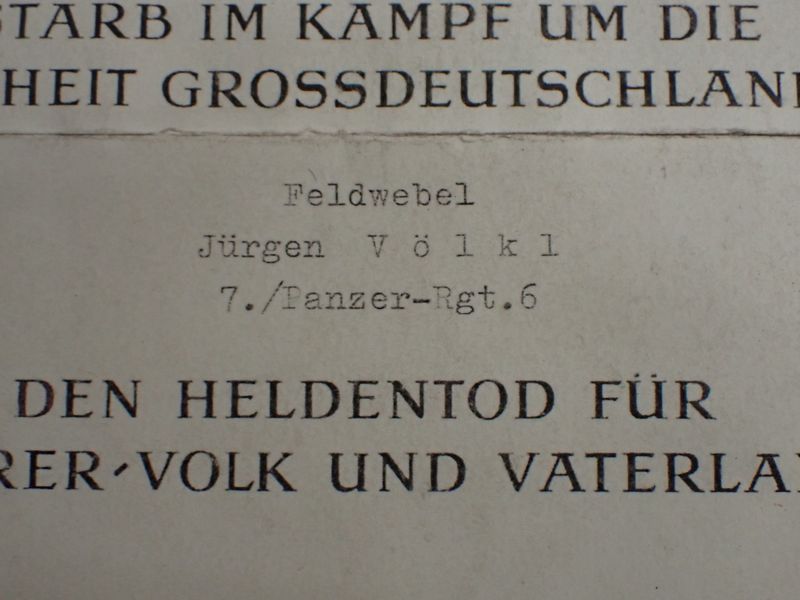 STARB IM KAMPF UM DIE
HEIT GROSSDEUTSCHLAN
Feldwebel
Jürgen V ö l k l
7./Panzer-Rgt.6
DEN HELDENTOD FÜR
RER-VOLK UND VATERLA